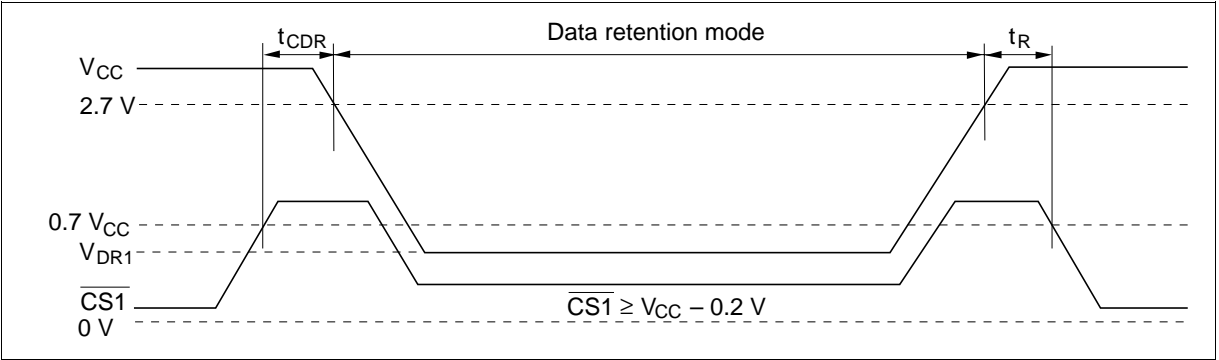 tCDR Data retention mode tR
VCC
2.7 V
0.7 VCC
VDR1
CS1
CS1 ≥ VCC – 0.2 V
0 V